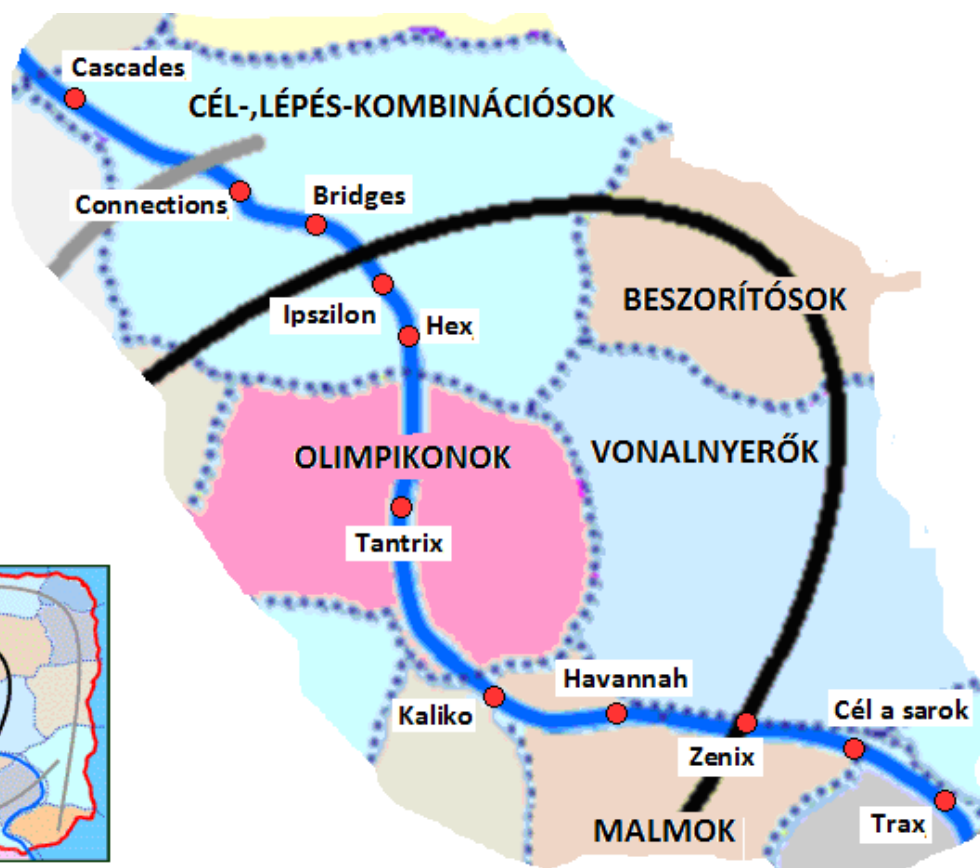 Cascades
CÉL-,LÉPÉS-KOMBINÁCIÓSOK
Connections
Bridges
Ipszilon
Hex
BESZORÍTÓSOK
OLIMPIKONOK
VONALNYERŐK
Tantrix
Kaliko
Havannah
Zenix
Cél a sarok
Trax
MALMOK